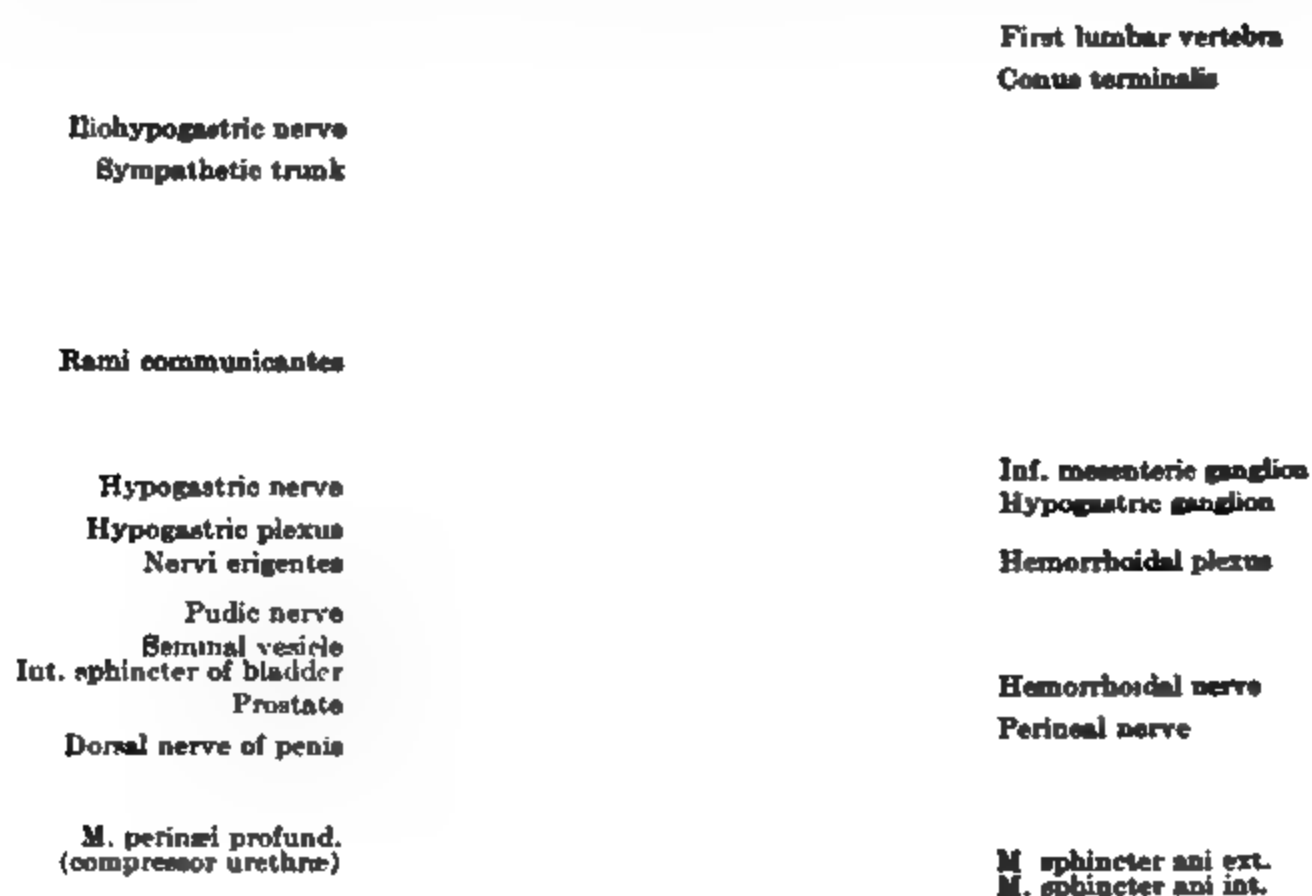 First lumbar vertebra
Conus terminalis
Iliohypogastric nerve
Sympathetic trunk
Rami communicantes
Hypogastric nerve
Hypogastric plexus
Nervi erigentes
Pudic nerve
Seminal vesicle
Int. sphincter of bladder
Prostate
Dorsal nerve of penis
M. perinæi profund.
(compressor urethræ)
Inf. mesenteric ganglion
Hypogastric ganglion
Hemorrhoidal plexus
Hemorrhoidal nerve
Perineal nerve
M sphincter ani ext.
M. sphincter ani int.